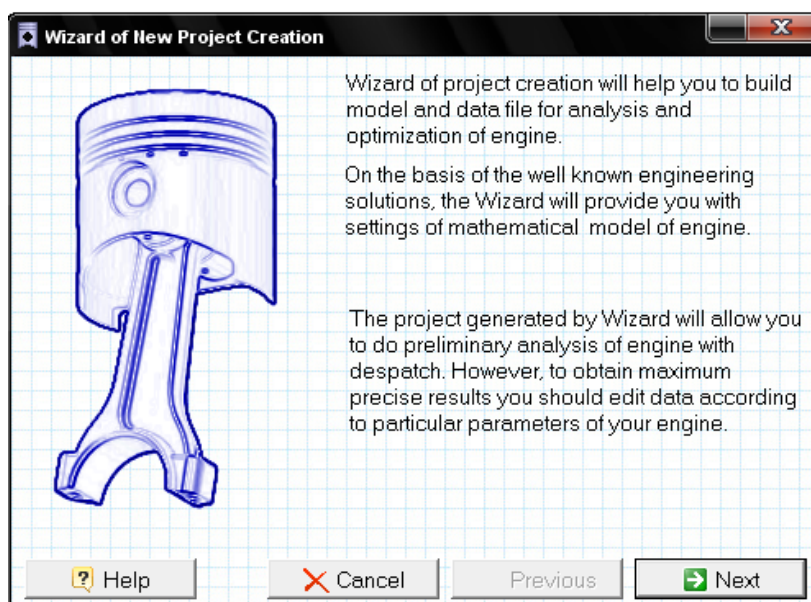 Wizard of New Project Creation
Wizard of project creation will help you to build
model and data file for analysis and
optimization of engine.
On the basis of the well known engineering
solutions, the Wizard will provide you with
settings of mathematical model of engine.
The project generated by Wizard will allow you
to do preliminary analysis of engine with
despatch. However, to obtain maximum
precise results you should edit data according
to particular parameters of your engine.
Help
Cancel
Previous
Next